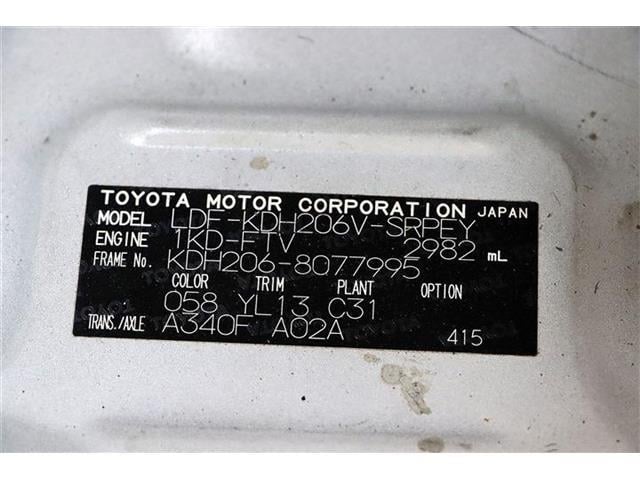 TOYOTA MOTOR CORPORATION JAPAN
MODEL LDF-KDH206V-SRPEY
ENGINE 1KD-FTV 2982 mL
FRAME No. KDH206-8077995
COLOR TRIM PLANT OPTION
058 YL13 C31
TRANS./AXLE A340F A02A 415